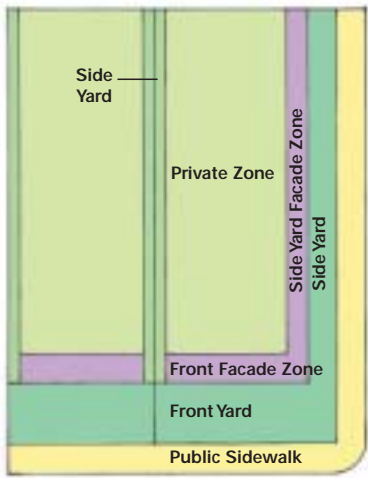 Side
Yard
Private Zone
Side Yard Facade Zone
Side Yard
Front Facade Zone
Front Yard
Public Sidewalk